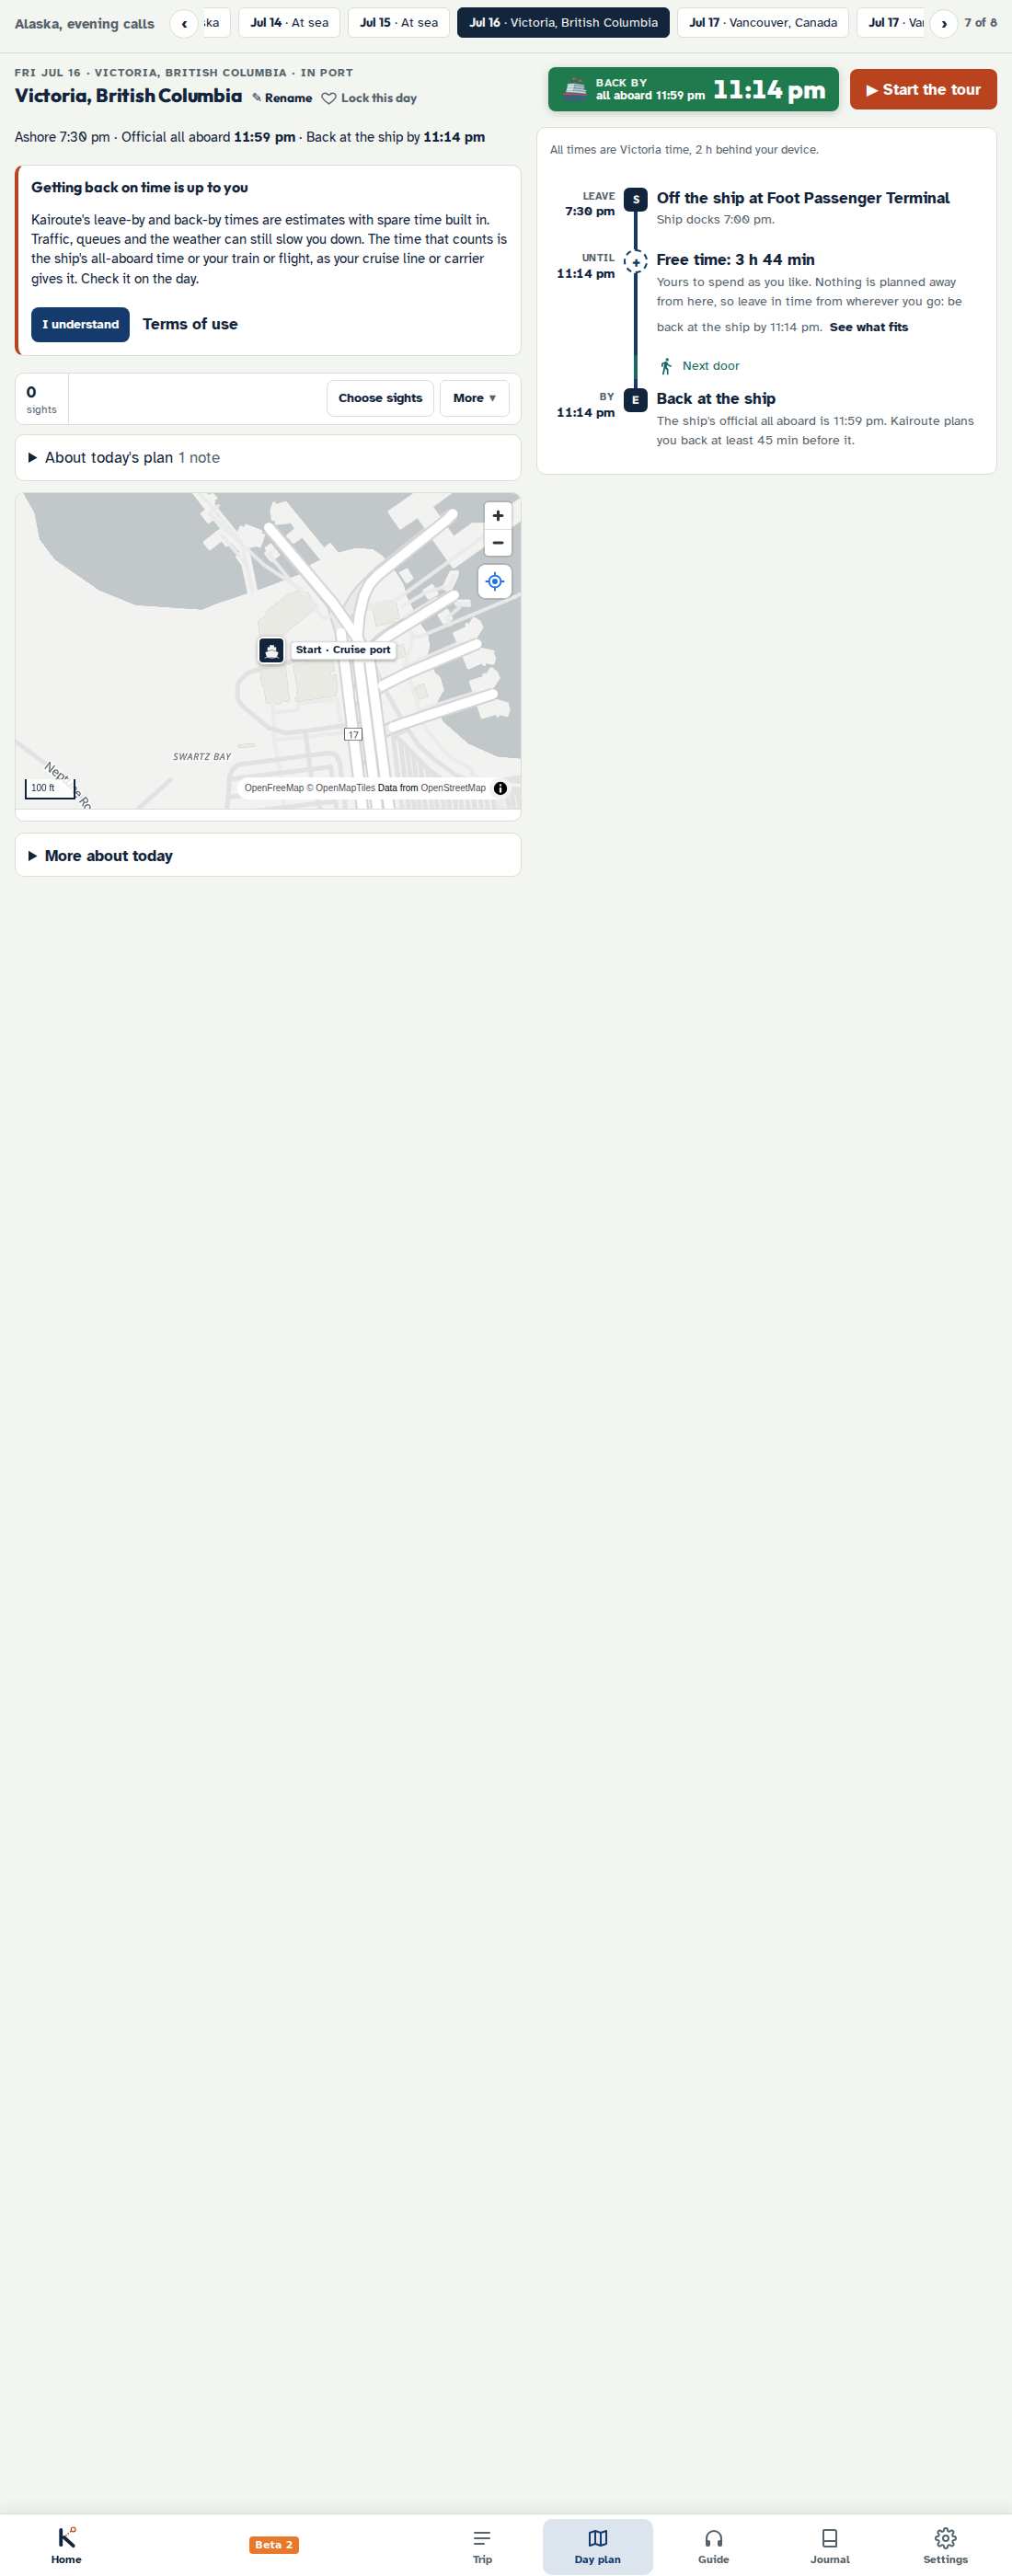 Alaska, evening calls
‹
ska
Jul 14 · At sea
Jul 15 · At sea
Jul 16 · Victoria, British Columbia
Jul 17 · Vancouver, Canada
Jul 17 · Va
›
7 of 8
FRI JUL 16 · VICTORIA, BRITISH COLUMBIA · IN PORT
Victoria, British Columbia ✎ Rename Lock this day
BACK BY
all aboard 11:59 pm
11:14 pm
▶ Start the tour
Ashore 7:30 pm · Official all aboard 11:59 pm · Back at the ship by 11:14 pm
Getting back on time is up to you
Kairoute's leave-by and back-by times are estimates with spare time built in.
Traffic, queues and the weather can still slow you down. The time that counts is
the ship's all-aboard time or your train or flight, as your cruise line or carrier
gives it. Check it on the day.
I understand
Terms of use
0
sights
Choose sights
More ▼
▶ About today's plan 1 note
+
−
Start · Cruise port
17
SWARTZ BAY
100 ft
OpenFreeMap © OpenMapTiles Data from OpenStreetMap
▶ More about today
All times are Victoria time, 2 h behind your device.
LEAVE
7:30 pm
S
Off the ship at Foot Passenger Terminal
Ship docks 7:00 pm.
UNTIL
11:14 pm
+
Free time: 3 h 44 min
Yours to spend as you like. Nothing is planned away
from here, so leave in time from wherever you go: be
back at the ship by 11:14 pm. See what fits
Next door
BY
11:14 pm
E
Back at the ship
The ship's official all aboard is 11:59 pm. Kairoute plans
you back at least 45 min before it.
Home
Beta 2
Trip
Day plan
Guide
Journal
Settings